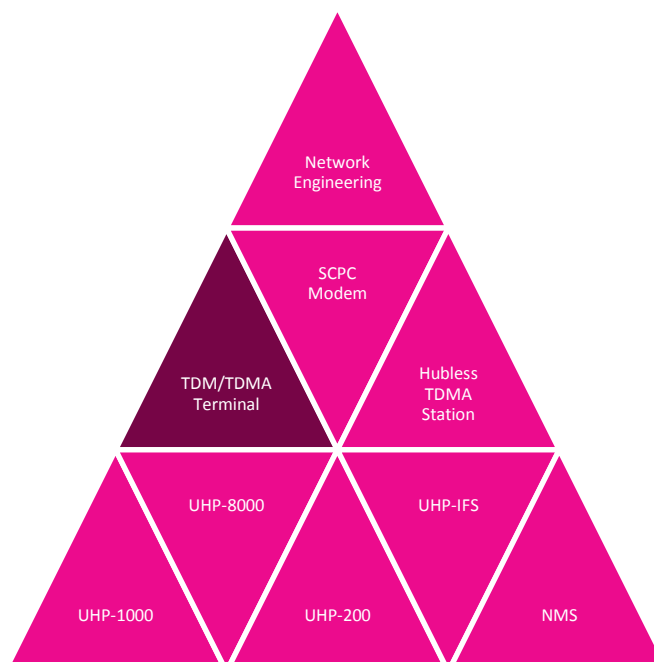 Network
Engineering
SCPC
Modem
TDM/TDMA
Terminal
Hubless
TDMA
Station
UHP-8000
UHP-IFS
UHP-1000
UHP-200
NMS